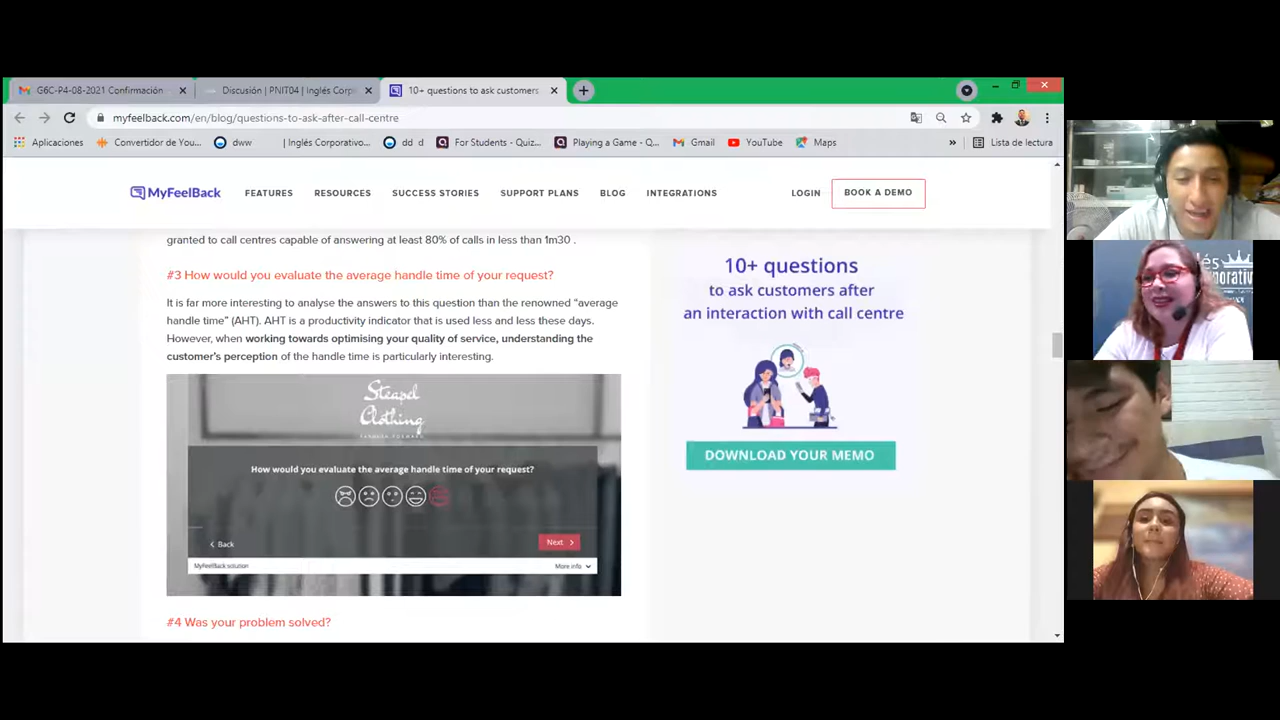 G6C-P4-08-2021 Confirmación
Discusión | PNIT04 | Inglés Corp
10+ questions to ask customers
myfeelback.com/en/blog/questions-to-ask-after-call-centre
Aplicaciones
Convertidor de You...
dww
| Inglés Corporativo...
dd d
For Students - Quiz...
Playing a Game - Q...
Gmail
YouTube
Maps
»
Lista de lectura
MyFeelBack
FEATURES
RESOURCES
SUCCESS STORIES
SUPPORT PLANS
BLOG
INTEGRATIONS
LOGIN
BOOK A DEMO
granted to call centres capable of answering at least 80% of calls in less than 1m30 .
#3 How would you evaluate the average handle time of your request?
It is far more interesting to analyse the answers to this question than the renowned “average
handle time” (AHT). AHT is a productivity indicator that is used less and less these days.
However, when working towards optimising your quality of service, understanding the
customer’s perception of the handle time is particularly interesting.
Steapel
Clothing
How would you evaluate the average handle time of your request?
Back
Next
MyFeelBack solution
More info
#4 Was your problem solved?
10+ questions
to ask customers after
an interaction with call centre
DOWNLOAD YOUR MEMO